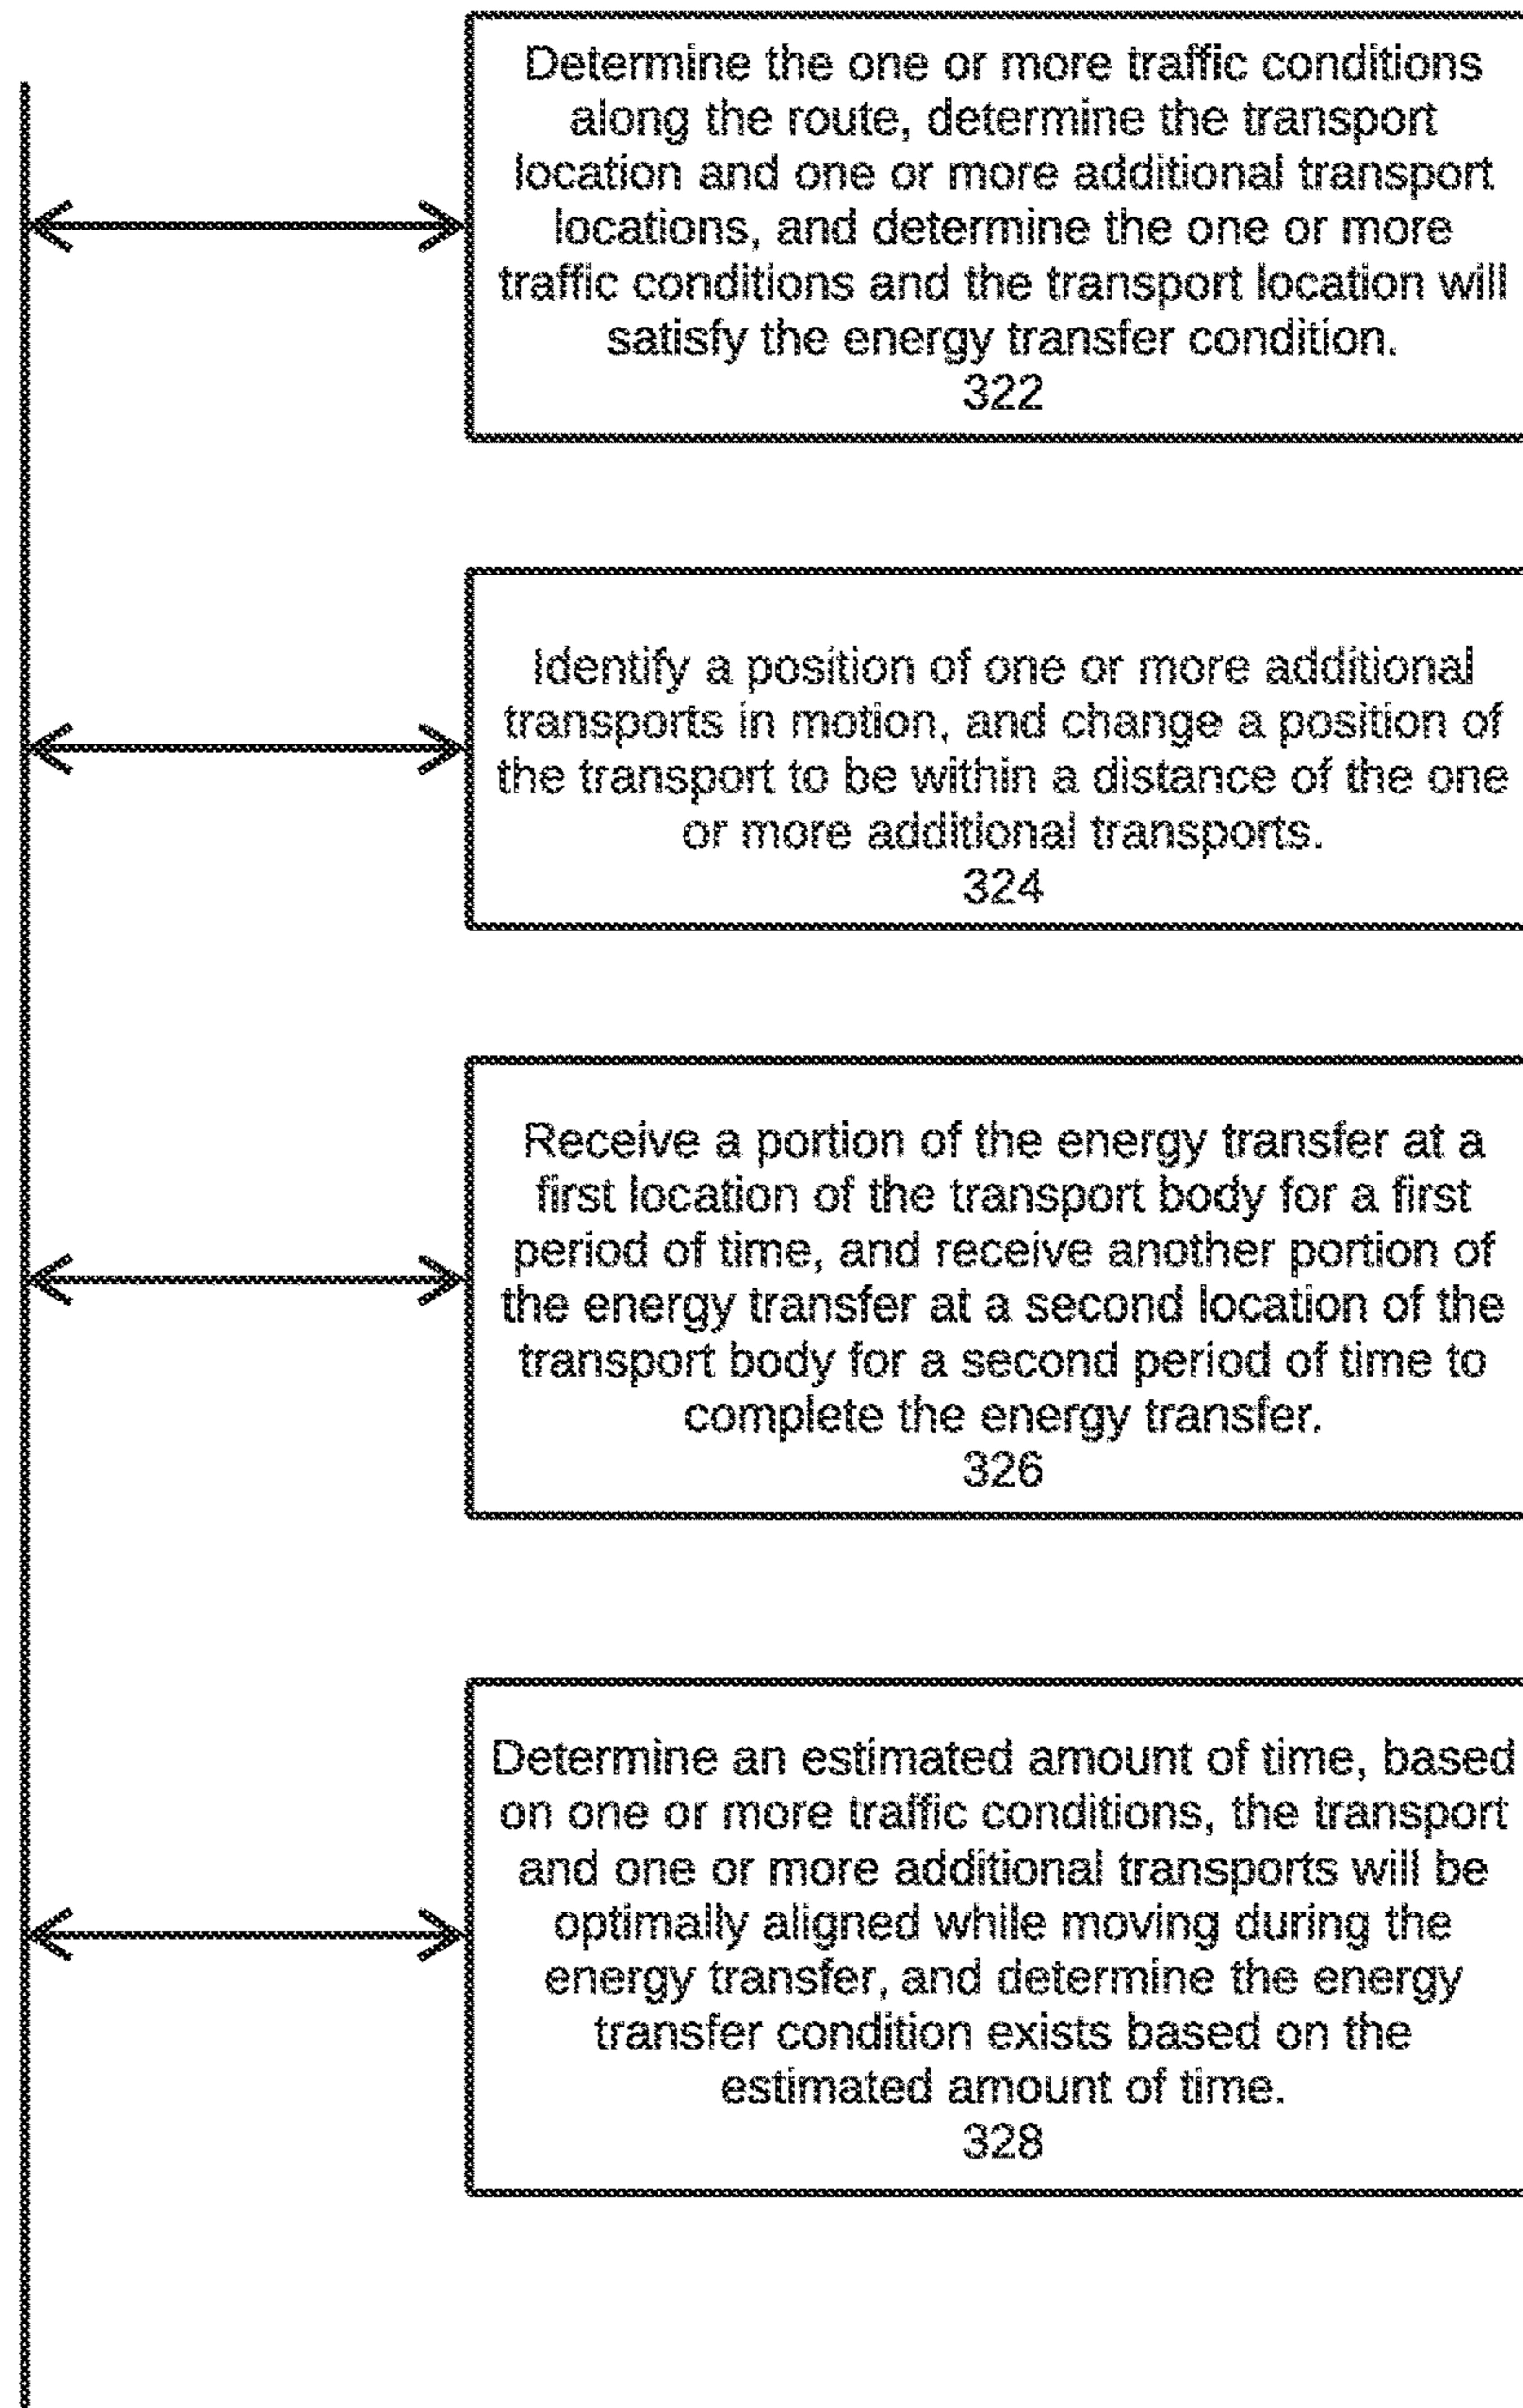 Determine the one or more traffic conditions
along the route, determine the transport
location and one or more additional transport
locations, and determine the one or more
traffic conditions and the transport location will
satisfy the energy transfer condition.
322
Identify a position of one or more additional
transports in motion, and change a position of
the transport to be within a distance of the one
or more additional transports.
324
Receive a portion of the energy transfer at a
first location of the transport body for a first
period of time, and receive another portion of
the energy transfer at a second location of the
transport body for a second period of time to
complete the energy transfer.
326
Determine an estimated amount of time, based
on one or more traffic conditions, the transport
and one or more additional transports will be
optimally aligned while moving during the
energy transfer, and determine the energy
transfer condition exists based on the
estimated amount of time.
328